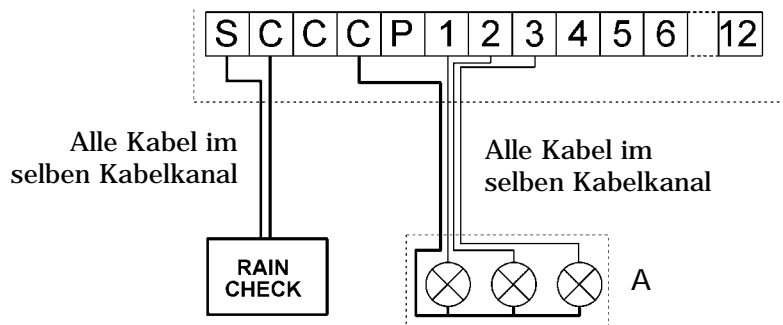 S C C C P 1 2 3 4 5 6 12
Alle Kabel im
selben Kabelkanal
Alle Kabel im
selben Kabelkanal
RAIN
CHECK
A